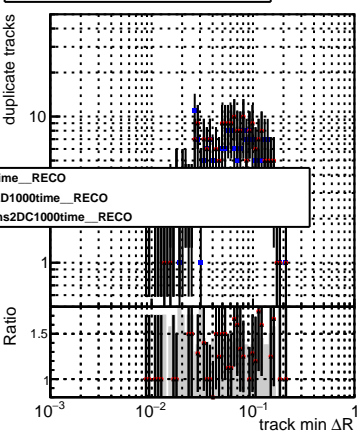 duplicate tracks
10
ime__RECO
D1000time__RECO
ns2DC1000time__RECO
1
Ratio
1.5
1
10−3
10−2
10−1
1
track min ΔR